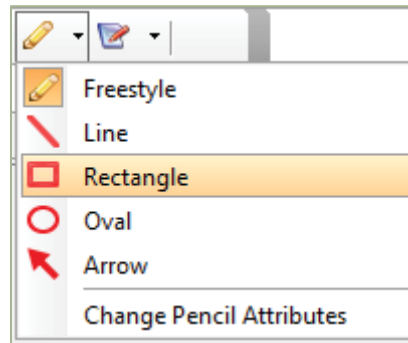 Freestyle
Line
Rectangle
Oval
Arrow
Change Pencil Attributes